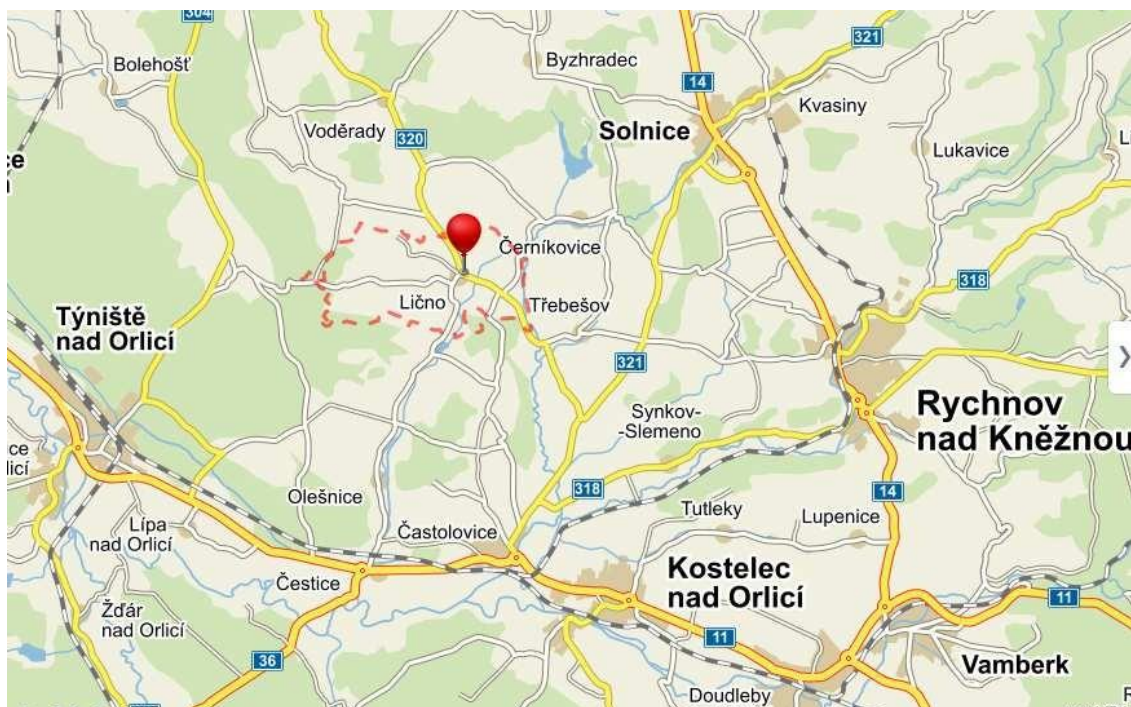 304
Bolehošť
Byzhradec
321
14
Kvasiny
Voděrady
320
Solnice
Lukavice
Černíkovice
318
Lično
Třebešov
Týniště
nad Orlicí
321
Rychnov
nad Kněžnou
Synkov-
-Slemeno
318
14
Olešnice
Tutleky
Lupenice
Lípa
nad Orlicí
Častolovice
Čestice
Kostelec
nad Orlicí
11
Žďár
nad Orlicí
11
36
Vamberk
Doudleby